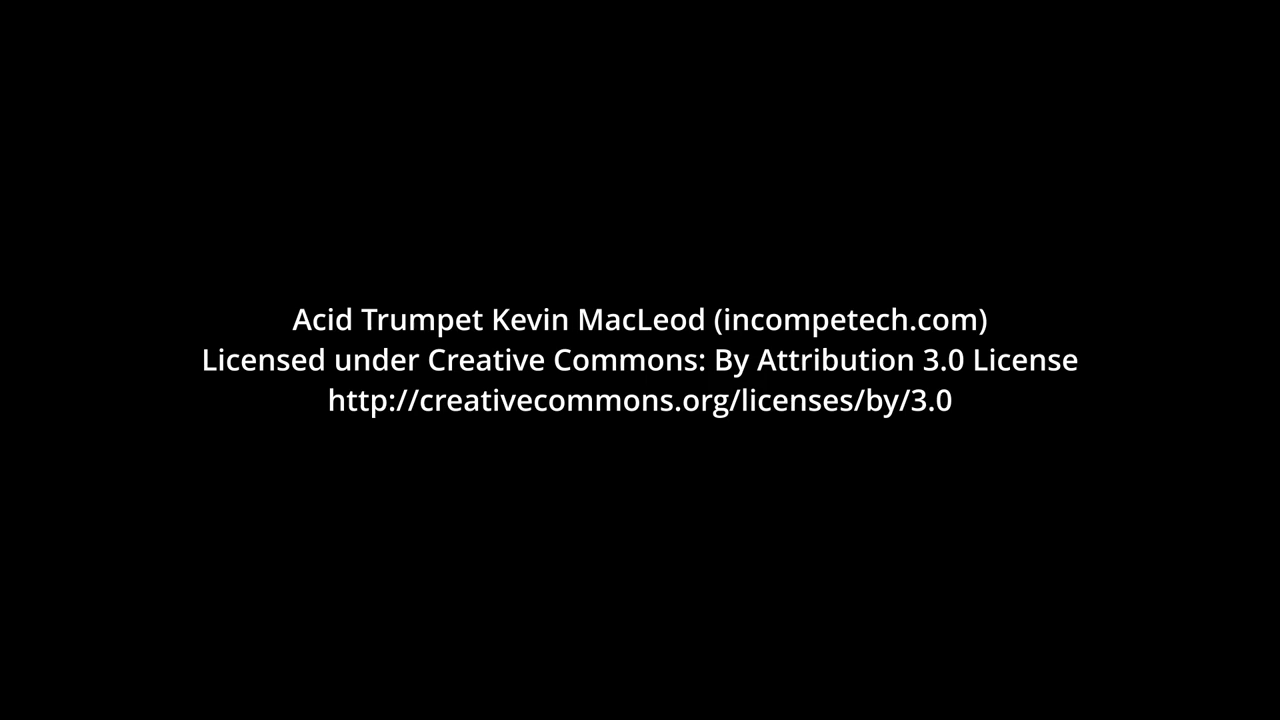 Acid Trumpet Kevin MacLeod (incompetech.com)
Licensed under Creative Commons: By Attribution 3.0 License
http://creativecommons.org/licenses/by/3.0